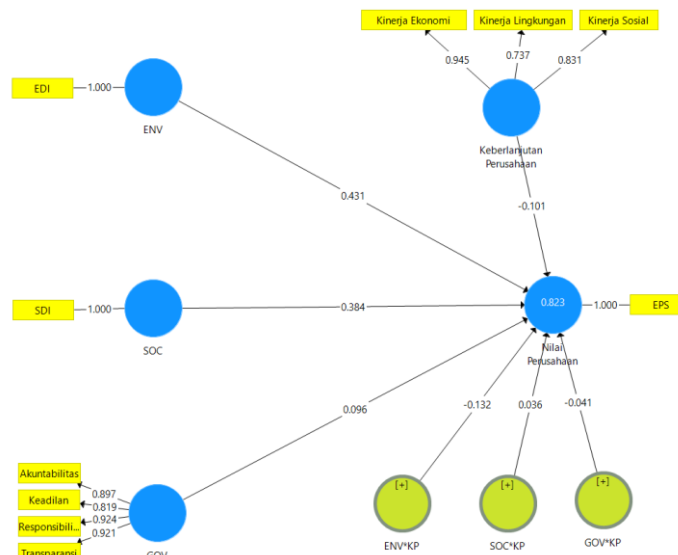 Kinerja Ekonomi
Kinerja Lingkungan
Kinerja Sosial
0.945
0.737
0.831
EDI
1.000
ENV
Keberlanjutan
Perusahaan
0.431
-0.101
SDI
1.000
SOC
0.384
0.823
1.000
EPS
Nilai
Perusahaan
0.096
-0.132
0.036
-0.041
Akuntabilitas
0.897
Keadilan
0.819
Responsibili...
0.924
Transparansi
0.921
GOV
[+]
[+]
[+]
ENV*KP
SOC*KP
GOV*KP